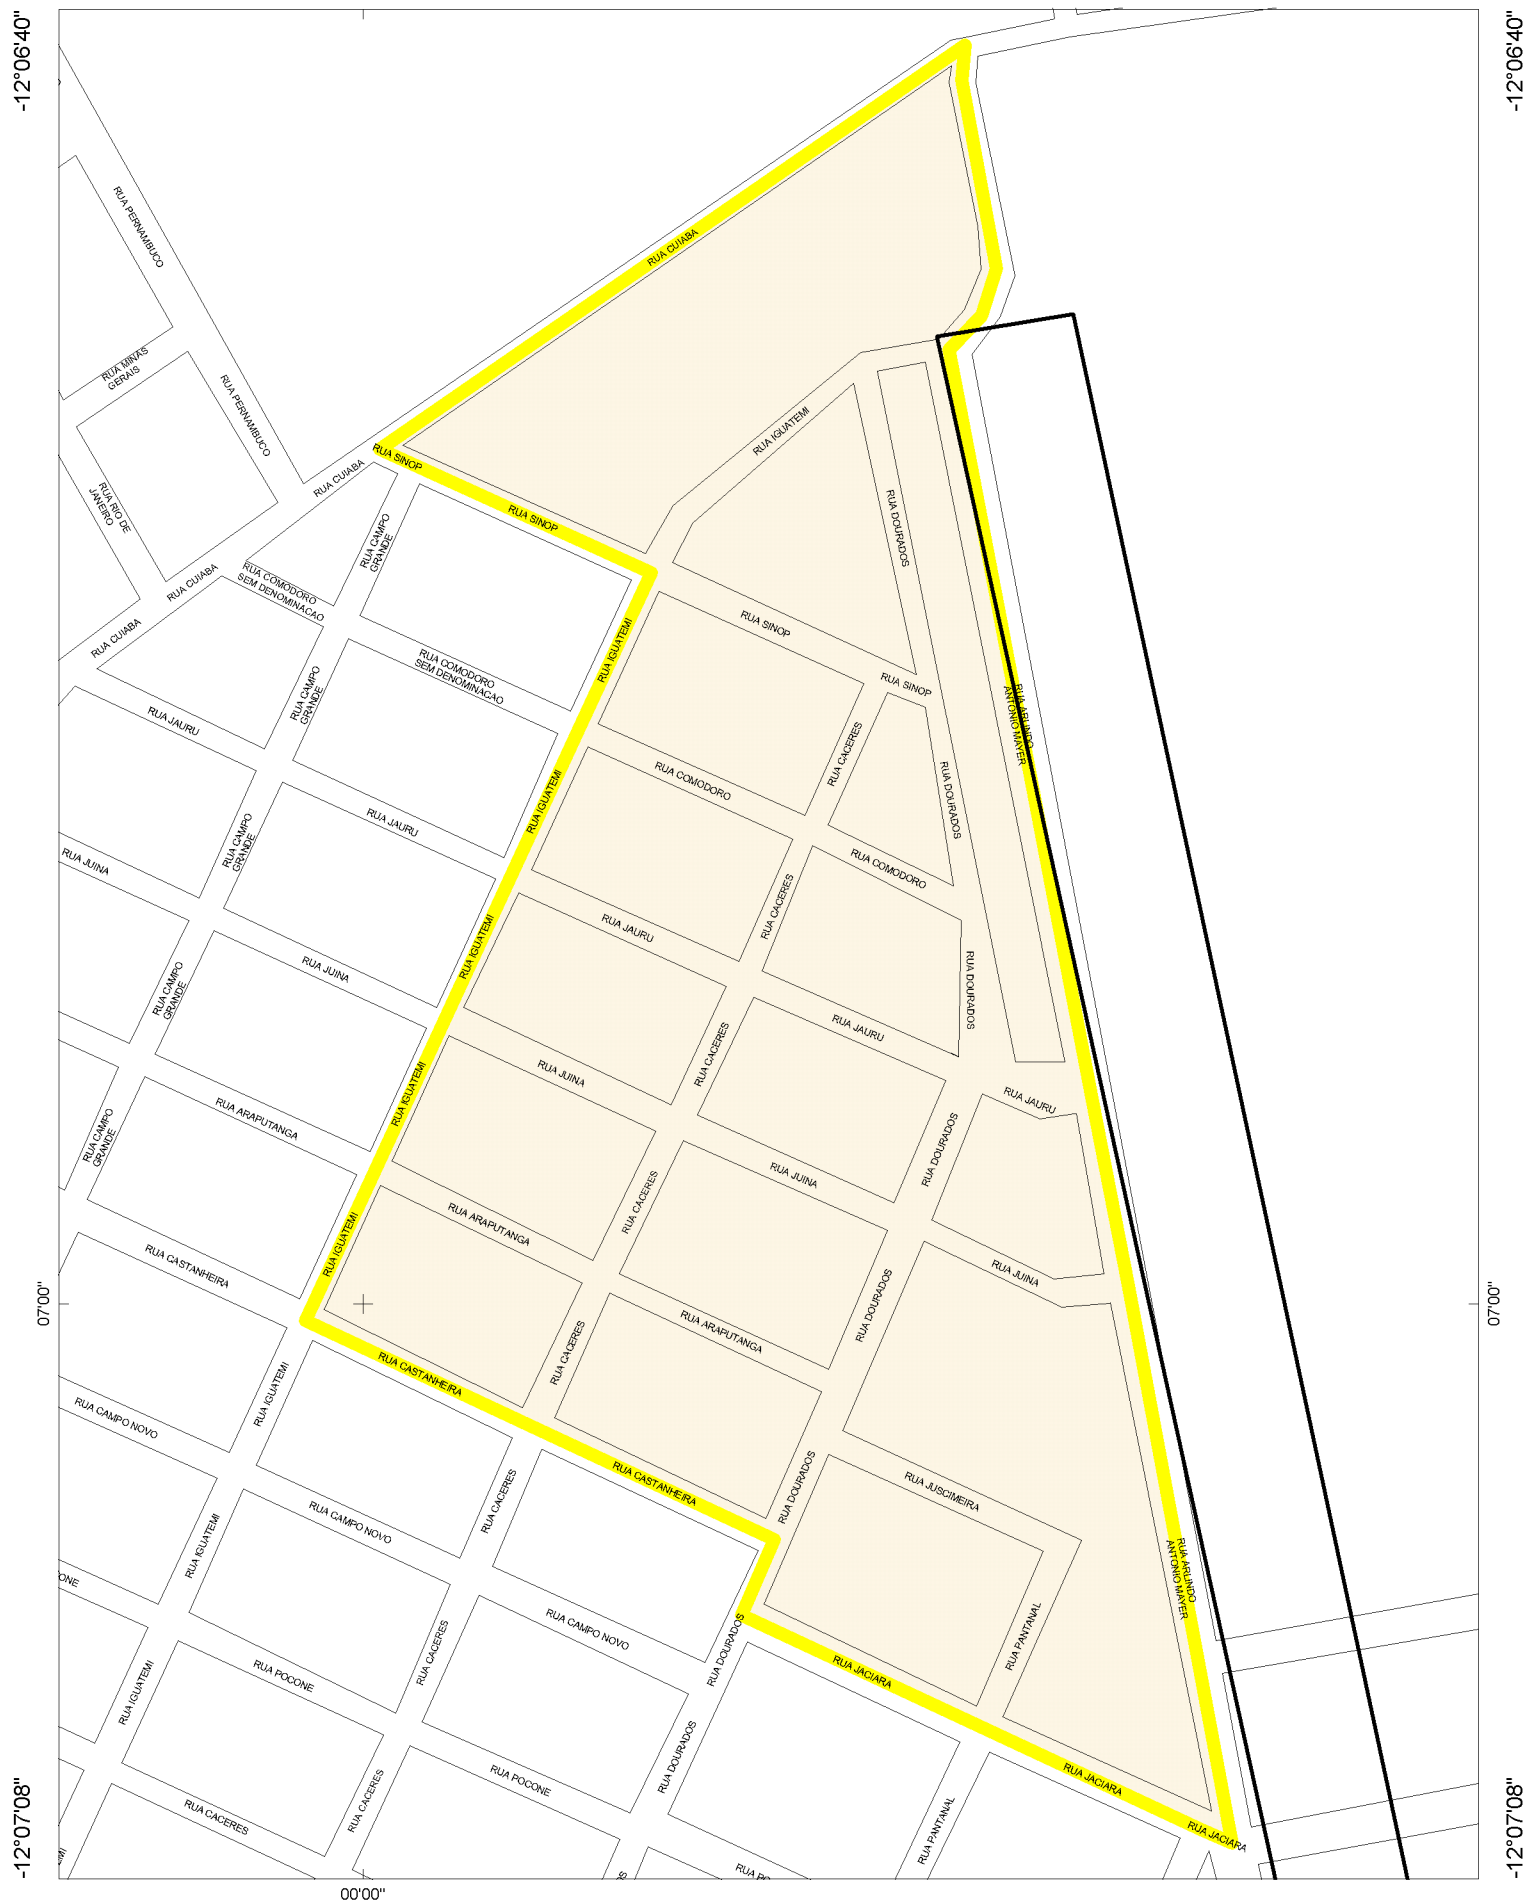 -12°06'40"
-12°06'40"
RUA PERNAMBUCO
RUA CUIABA
RUA MINAS
GERAIS
RUA PERNAMBUCO
RUA IGUATEMI
RUA SINOP
RUA CUIABA
RUA RIO DE
JANEIRO
RUA SINOP
RUA DOURADOS
RUA CAMPO
GRANDE
RUA CUIABA
RUA COMODORO
SEM DENOMINACAO
RUA CUIABA
RUA SINOP
RUA IGUATEMI
RUA COMODORO
SEM DENOMINACAO
RUA SINOP
RUA CAMPO
GRANDE
RUA JAURU
RUA ARLINDO
ANTONIO MAYER
RUA CACERES
RUA COMODORO
RUA IGUATEMI
RUA DOURADOS
RUA JAURU
RUA CAMPO
GRANDE
RUA JUINA
RUA COMODORO
RUA CACERES
RUA JAURU
RUA IGUATEMI
RUA JUINA
RUA CAMPO
GRANDE
RUA DOURADOS
RUA JAURU
RUA CACERES
RUA JUINA
RUA IGUATEMI
RUA JAURU
RUA ARAPUTANGA
RUA CAMPO
GRANDE
RUA DOURADOS
RUA JUINA
RUA CACERES
RUA ARAPUTANGA
RUA IGUATEMI
RUA CASTANHEIRA
RUA JUINA
RUA DOURADOS
07'00"
07'00"
RUA ARAPUTANGA
RUA CACERES
RUA CASTANHEIRA
RUA IGUATEMI
RUA CAMPO NOVO
RUA CASTANHEIRA
RUA DOURADOS
RUA JUSCIMEIRA
RUA CACERES
RUA CAMPO NOVO
RUA IGUATEMI
RUA ARLINDO
ANTONIO MAYER
ONE
RUA CAMPO NOVO
RUA DOURADOS
RUA PANTANAL
RUA CACERES
RUA POCONE
RUA IGUATEMI
RUA JACIARA
RUA DOURADOS
RUA JACIARA
RUA POCONE
RUA CACERES
RUA CACERES
RUA PANTANAL
RUA JACIARA
-12°07'08"
-12°07'08"
00'00"